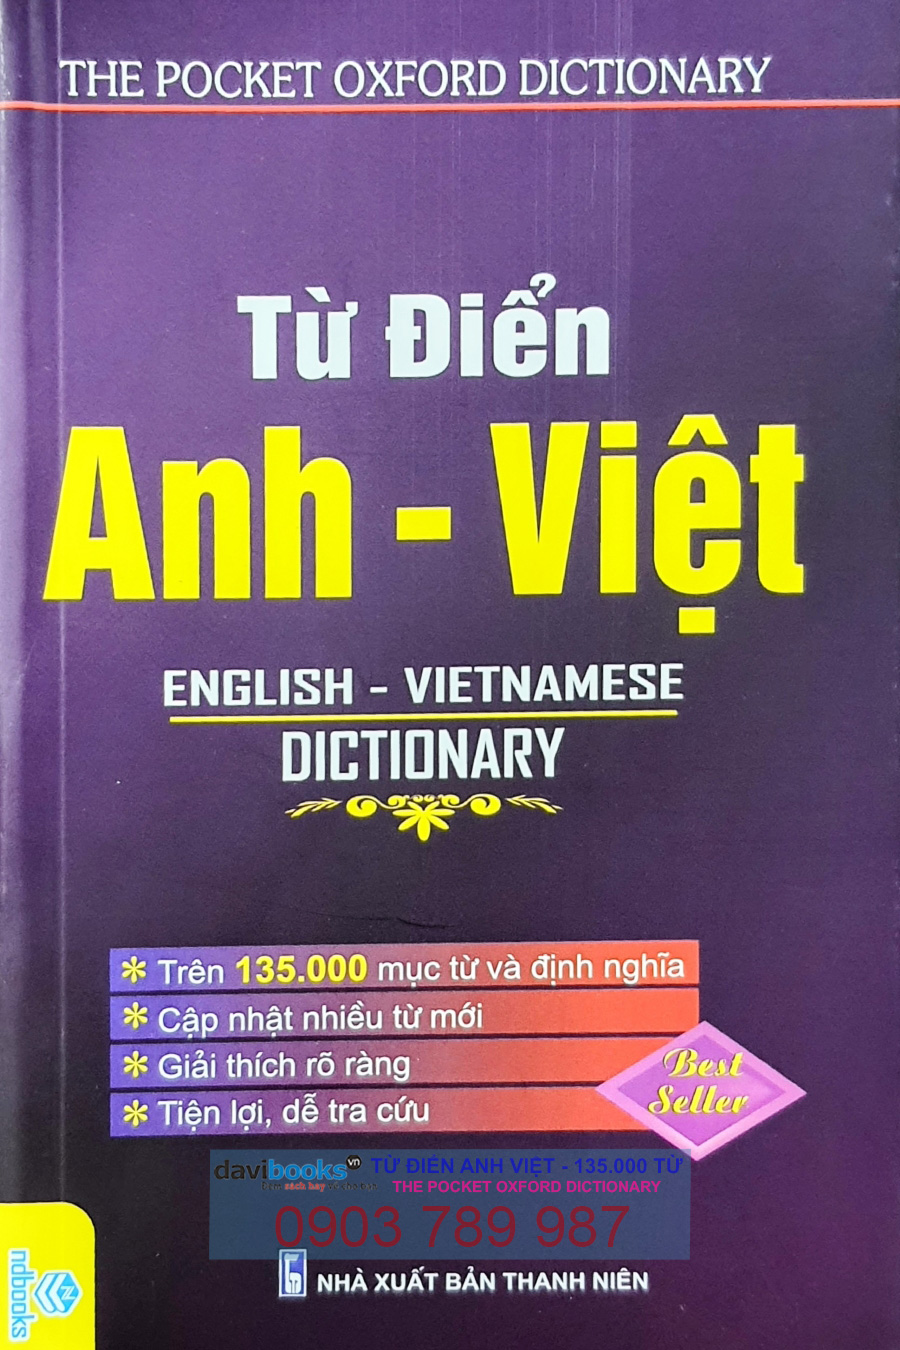 THE POCKET OXFORD DICTIONARY
Từ Điển
Anh - Việt
ENGLISH - VIETNAMESE
DICTIONARY
* Trên 135.000 mục từ và định nghĩa
* Cập nhật nhiều từ mới
* Giải thích rõ ràng
* Tiện lợi, dễ tra cứu
Best
Seller
davibooks.vn
TỪ ĐIỂN ANH VIỆT - 135.000 TỪ
THE POCKET OXFORD DICTIONARY
0903 789 987
NHÀ XUẤT BẢN THANH NIÊN
ndbooks